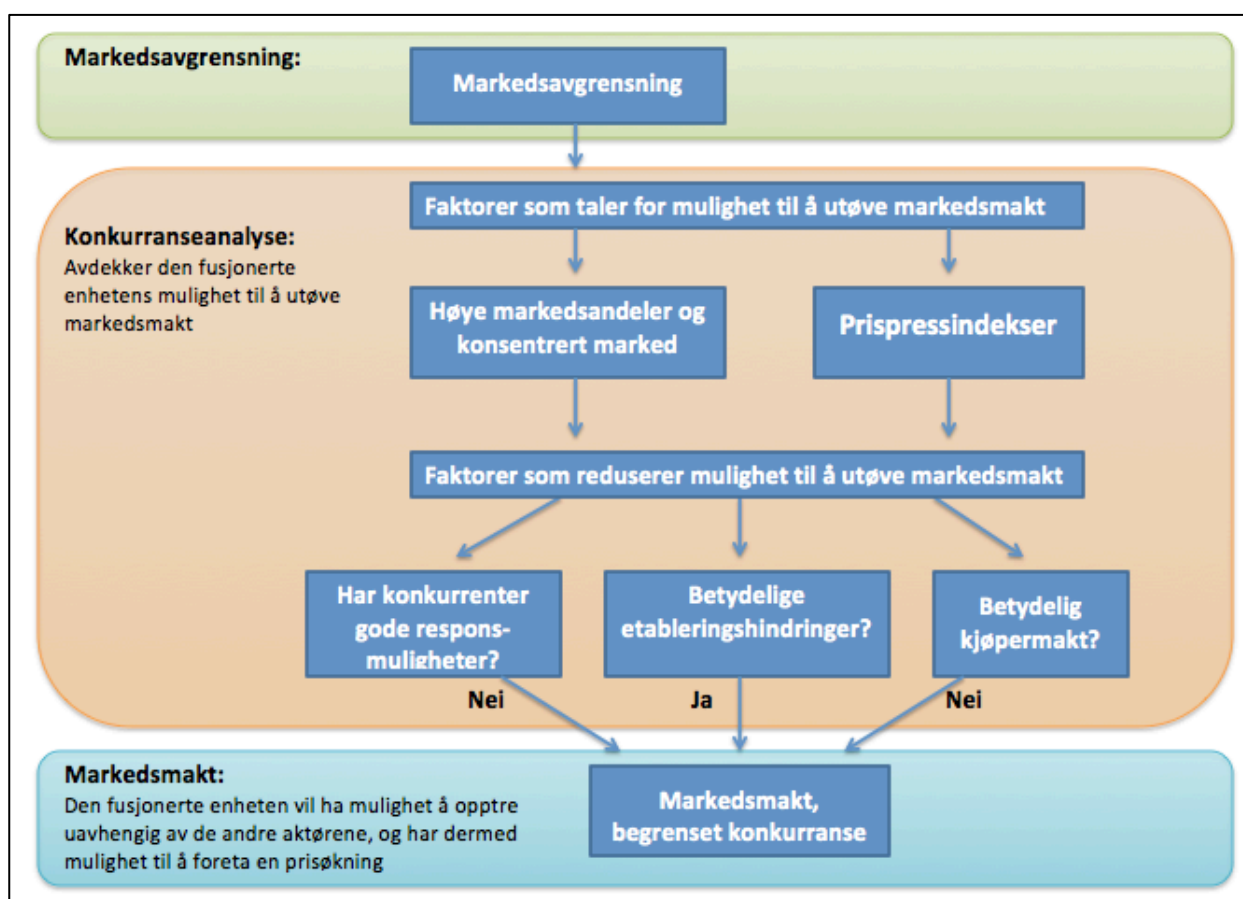 Markedsavgrensning:
Markedsavgrensning
Faktorer som taler for mulighet til å utøve markedsmakt
Konkurranseanalyse:
Avdekker den fusjonerte
enhetens mulighet til å utøve
markedsmakt
Høye markedsandeler og
konsentrert marked
Prispressindekser
Faktorer som reduserer mulighet til å utøve markedsmakt
Har konkurrenter
gode respons-
muligheter?
Betydelige
etableringshindringer?
Betydelig
kjøpermakt?
Nei
Ja
Nei
Markedsmakt:
Den fusjonerte enheten vil ha mulighet å opptre
uavhengig av de andre aktørene, og har dermed
mulighet til å foreta en prisøkning
Markedsmakt,
begrenset konkurranse